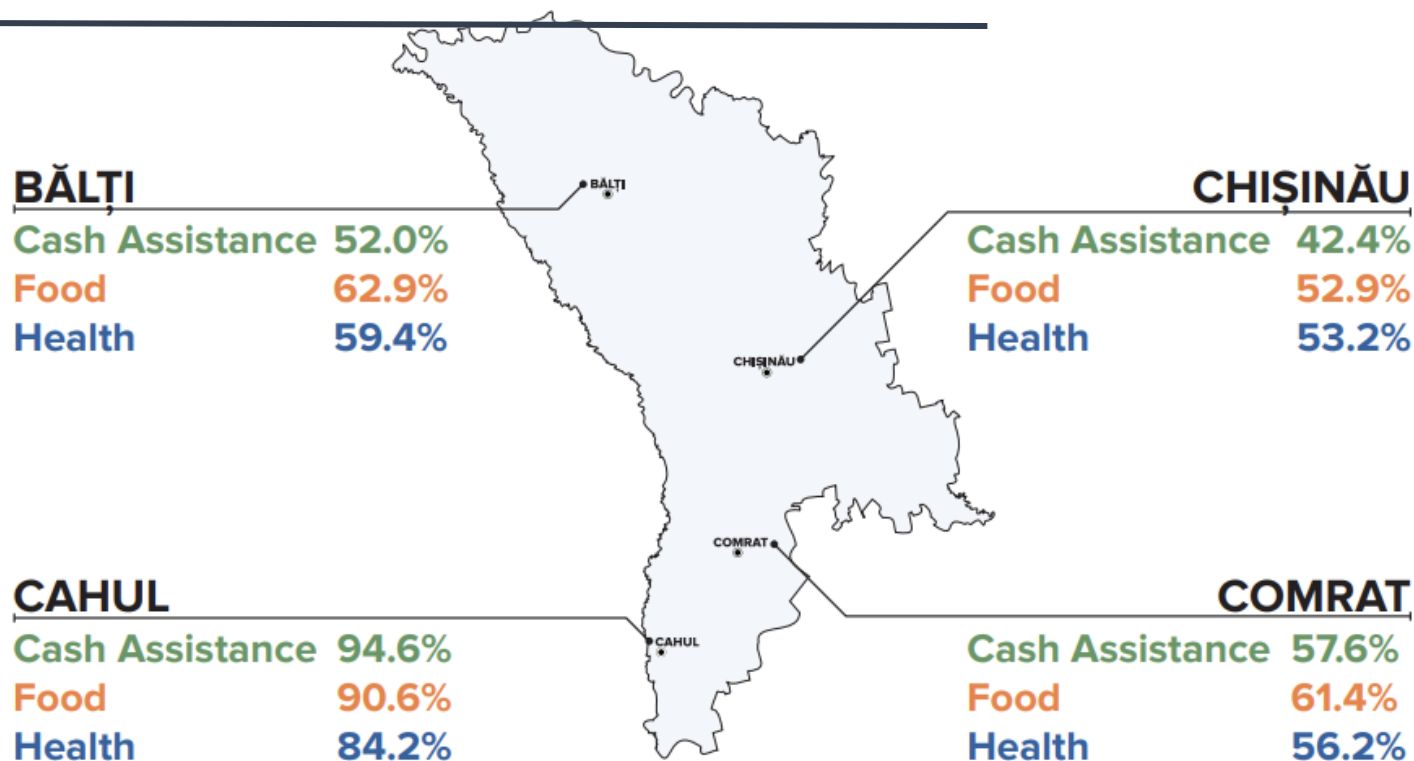 BĂLȚI
Cash Assistance 52.0%
Food 62.9%
Health 59.4%
CHIȘINĂU
Cash Assistance 42.4%
Food 52.9%
Health 53.2%
BĂLȚI
CHIȘINĂU
COMRAT
CAHUL
CAHUL
Cash Assistance 94.6%
Food 90.6%
Health 84.2%
COMRAT
Cash Assistance 57.6%
Food 61.4%
Health 56.2%